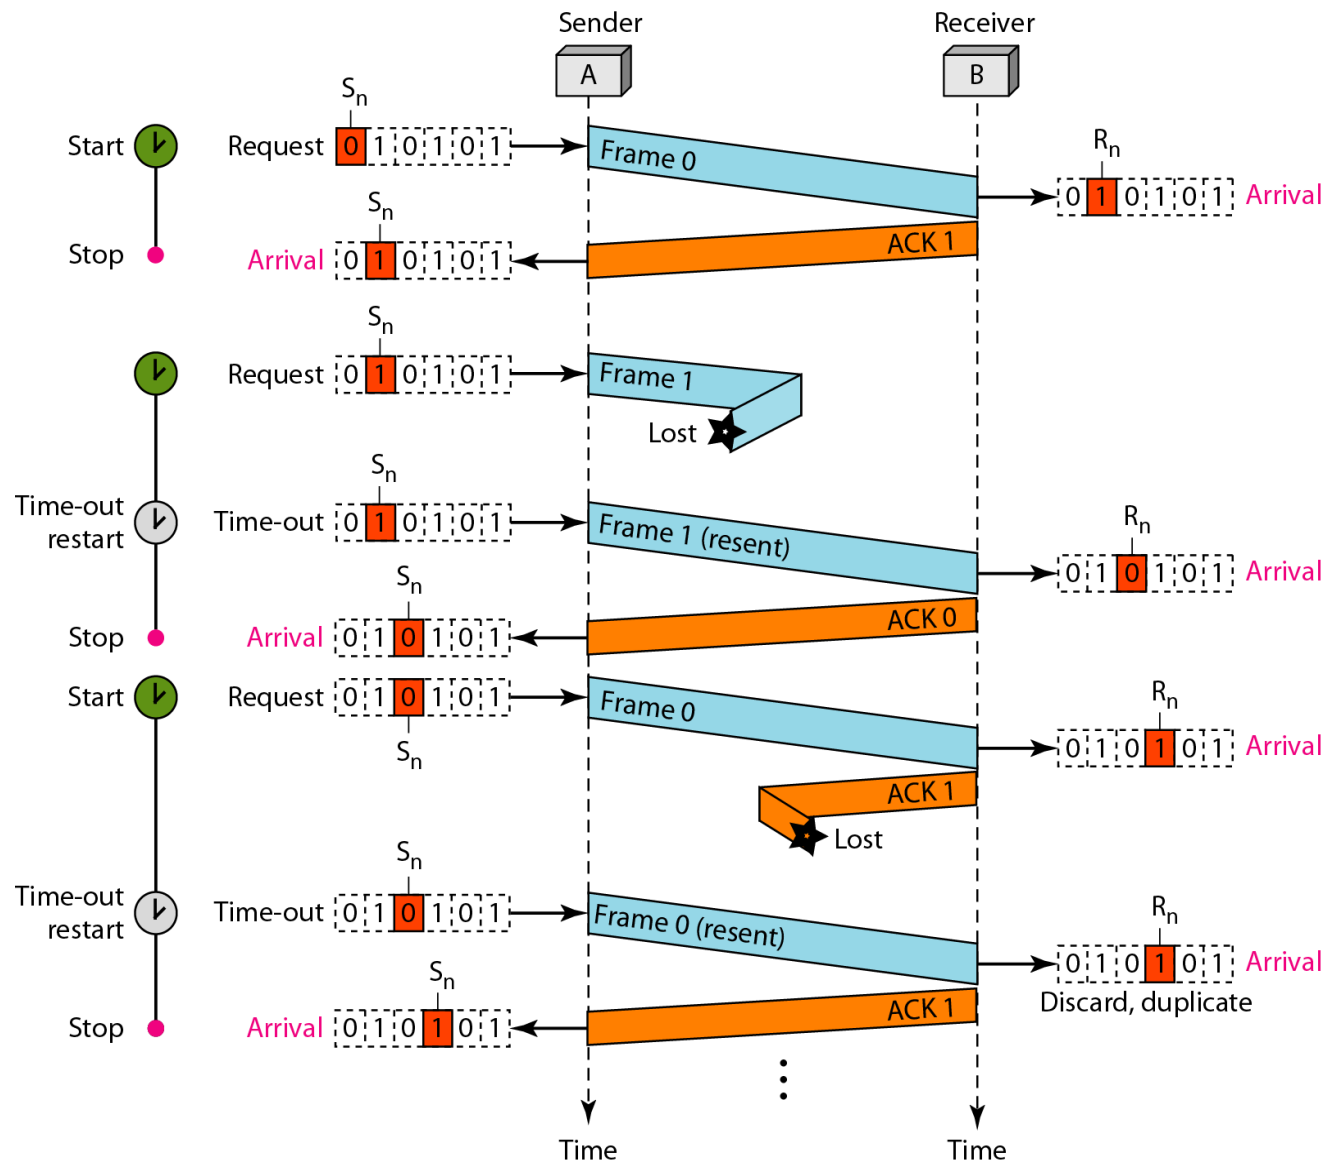 Sender Receiver
A B
Sn
Start Request 0 1 0 1 0 1 Frame 0
Rn
0 1 0 1 0 1 Arrival
Sn
Stop Arrival 0 1 0 1 0 1 ACK 1
Sn
Request 0 1 0 1 0 1 Frame 1
Lost
Sn
Time-out
restart
Time-out 0 1 0 1 0 1 Frame 1 (resent)
Rn
0 1 0 1 0 1 Arrival
Sn
Stop Arrival 0 1 0 1 0 1 ACK 0
Start Request 0 1 0 1 0 1 Frame 0
Sn
Rn
0 1 0 1 0 1 Arrival
ACK 1
Lost
Sn
Time-out
restart
Time-out 0 1 0 1 0 1 Frame 0 (resent)
Rn
0 1 0 1 0 1 Arrival
Discard, duplicate
Sn
Stop Arrival 0 1 0 1 0 1 ACK 1
Time Time